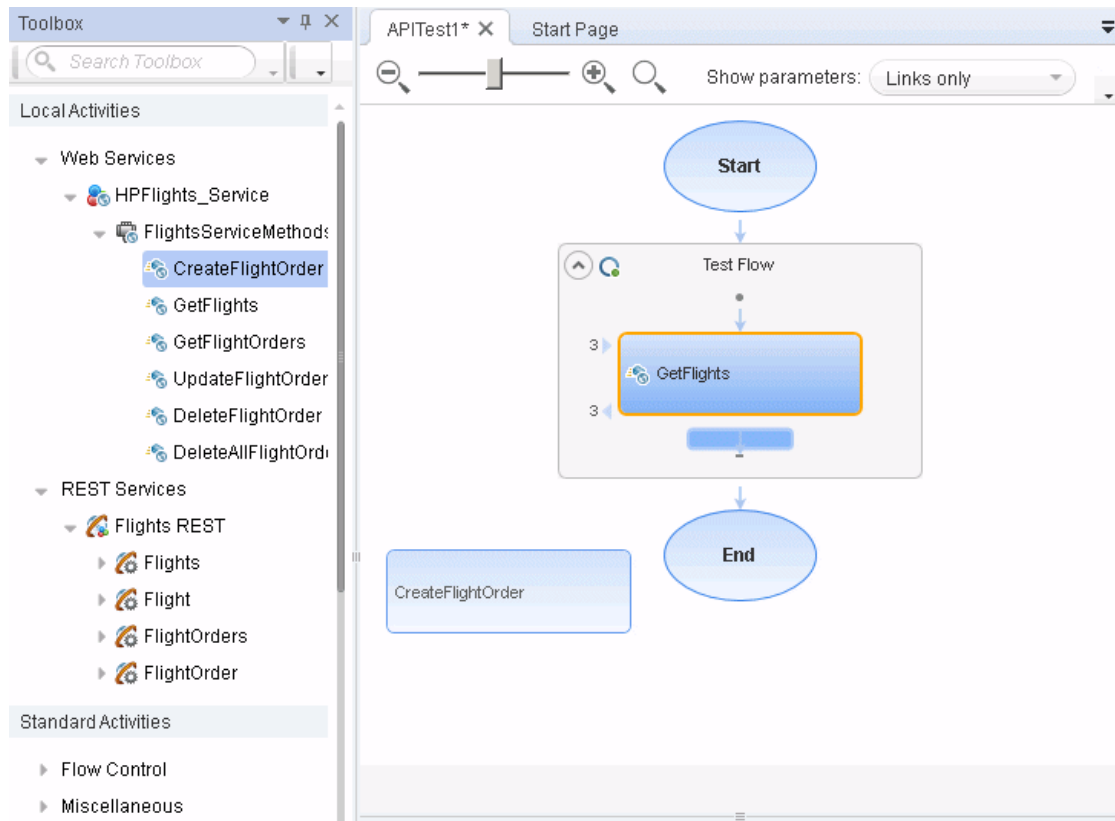 Toolbox
Search Toolbox
Local Activities
Web Services
HPFlights_Service
FlightsServiceMethods
CreateFlightOrder
GetFlights
GetFlightOrders
UpdateFlightOrder
DeleteFlightOrder
DeleteAllFlightOrd
REST Services
Flights REST
Flights
Flight
FlightOrders
FlightOrder
Standard Activities
Flow Control
Miscellaneous
APITest1*
Start Page
Show parameters: Links only
Start
Test Flow
3
GetFlights
3
End
CreateFlightOrder